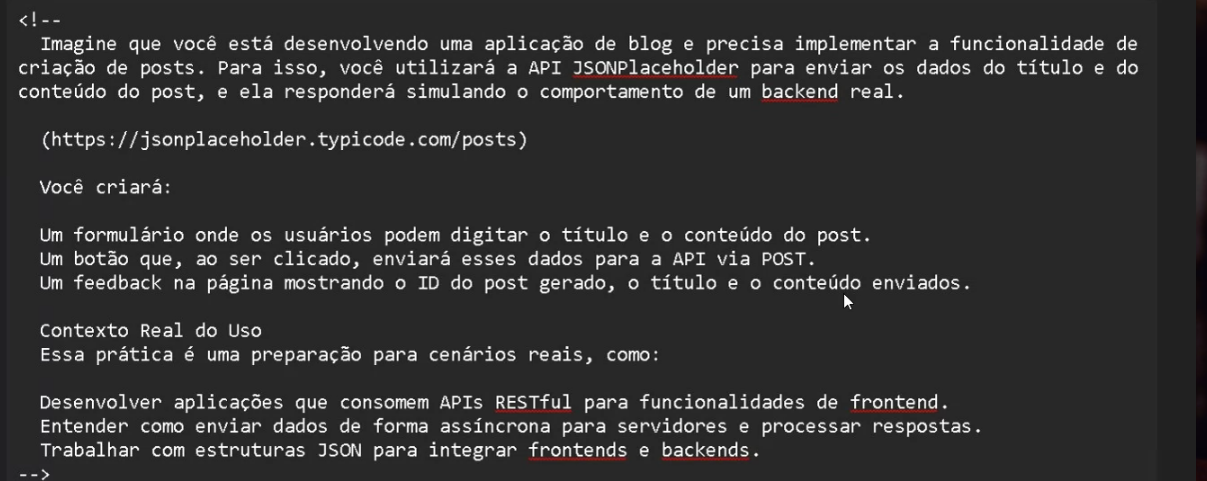 <!--
Imagine que você está desenvolvendo uma aplicação de blog e precisa implementar a funcionalidade de
criação de posts. Para isso, você utilizará a API JSONPlaceholder para enviar os dados do título e do
conteúdo do post, e ela responderá simulando o comportamento de um backend real.
(https://jsonplaceholder.typicode.com/posts)
Você criará:
Um formulário onde os usuários podem digitar o título e o conteúdo do post.
Um botão que, ao ser clicado, enviará esses dados para a API via POST.
Um feedback na página mostrando o ID do post gerado, o título e o conteúdo enviados.
Contexto Real do Uso
Essa prática é uma preparação para cenários reais, como:
Desenvolver aplicações que consomem APIs RESTful para funcionalidades de frontend.
Entender como enviar dados de forma assíncrona para servidores e processar respostas.
Trabalhar com estruturas JSON para integrar frontends e backends.
-->